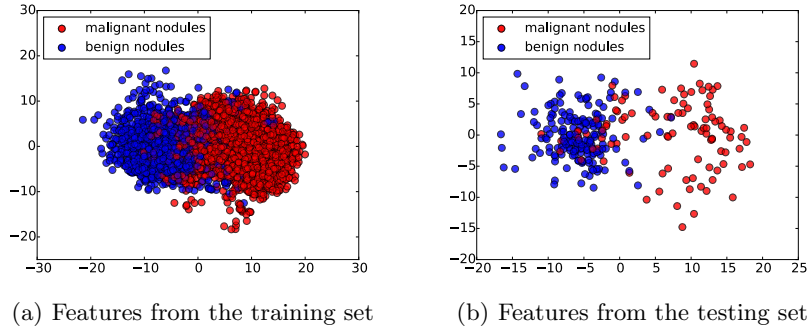 malignant nodules
benign nodules
30
20
10
0
−10
−20
−30 −20 −10 0 10 20 30
(a) Features from the training set
malignant nodules
benign nodules
20
15
10
5
0
−5
−10
−15
−20
−20 −15 −10 −5 0 5 10 15 20 25
(b) Features from the testing set